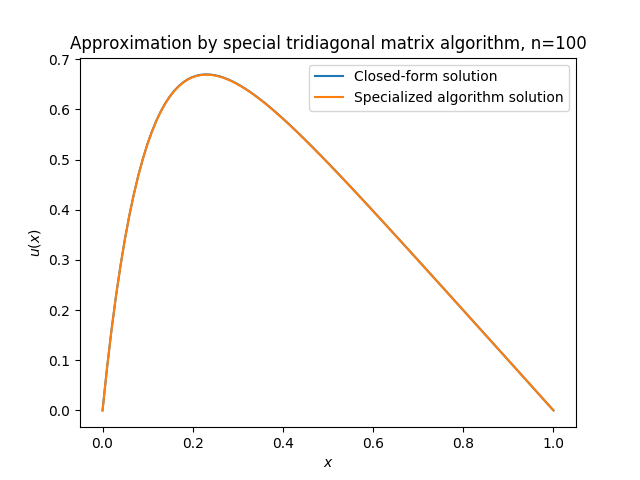 Approximation by special tridiagonal matrix algorithm, n=100
Closed-form solution
Specialized algorithm solution
u(x)
0.7
0.6
0.5
0.4
0.3
0.2
0.1
0.0
0.0 0.2 0.4 0.6 0.8 1.0
x